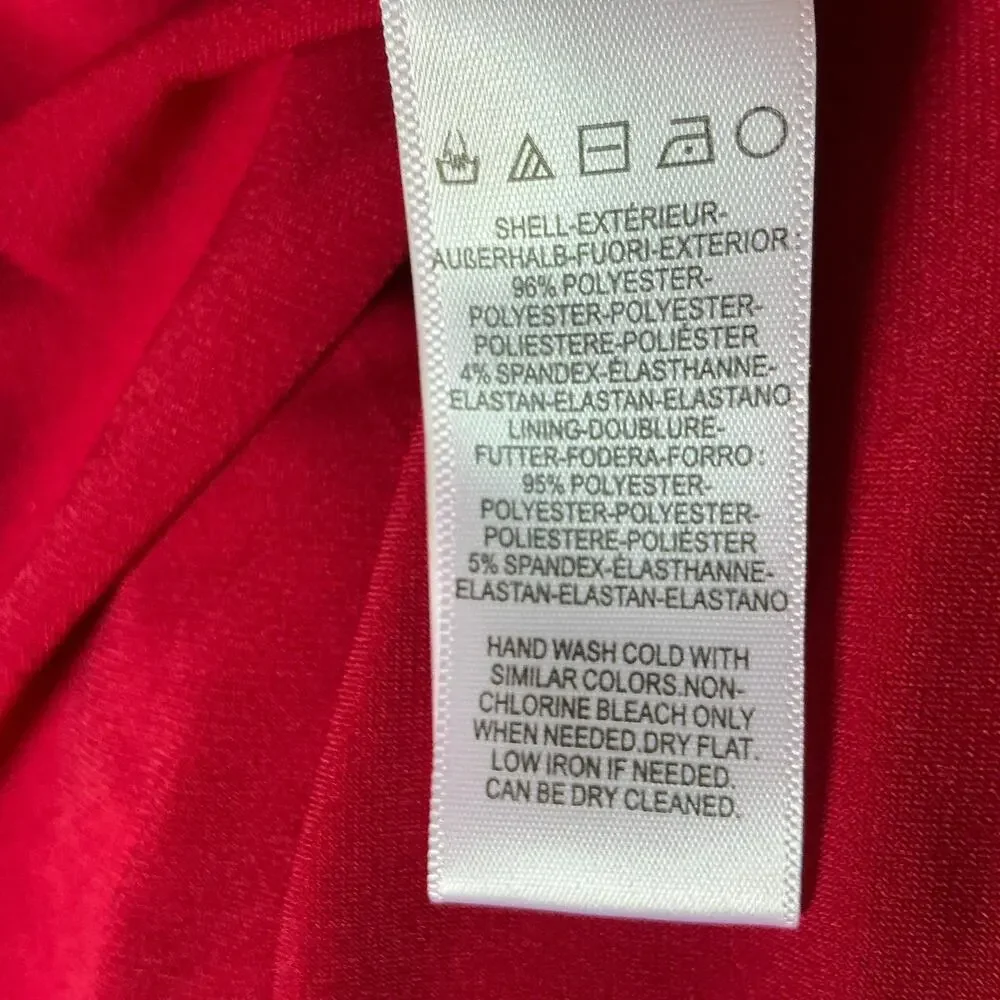 SHELL-EXTÉRIEUR-
AUßERHALB-FUORI-EXTERIOR:
96% POLYESTER-
POLYESTER-POLYESTER-
POLIESTERE-POLIÉSTER
4% SPANDEX-ÉLASTHANNE-
ELASTAN-ELASTAN-ELASTANO
LINING-DOUBLURE-
FUTTER-FODERA-FORRO :
95% POLYESTER-
POLYESTER-POLYESTER-
POLIESTERE-POLIÉSTER
5% SPANDEX-ÉLASTHANNE-
ELASTAN-ELASTAN-ELASTANO
HAND WASH COLD WITH
SIMILAR COLORS.NON-
CHLORINE BLEACH ONLY
WHEN NEEDED.DRY FLAT.
LOW IRON IF NEEDED.
CAN BE DRY CLEANED.